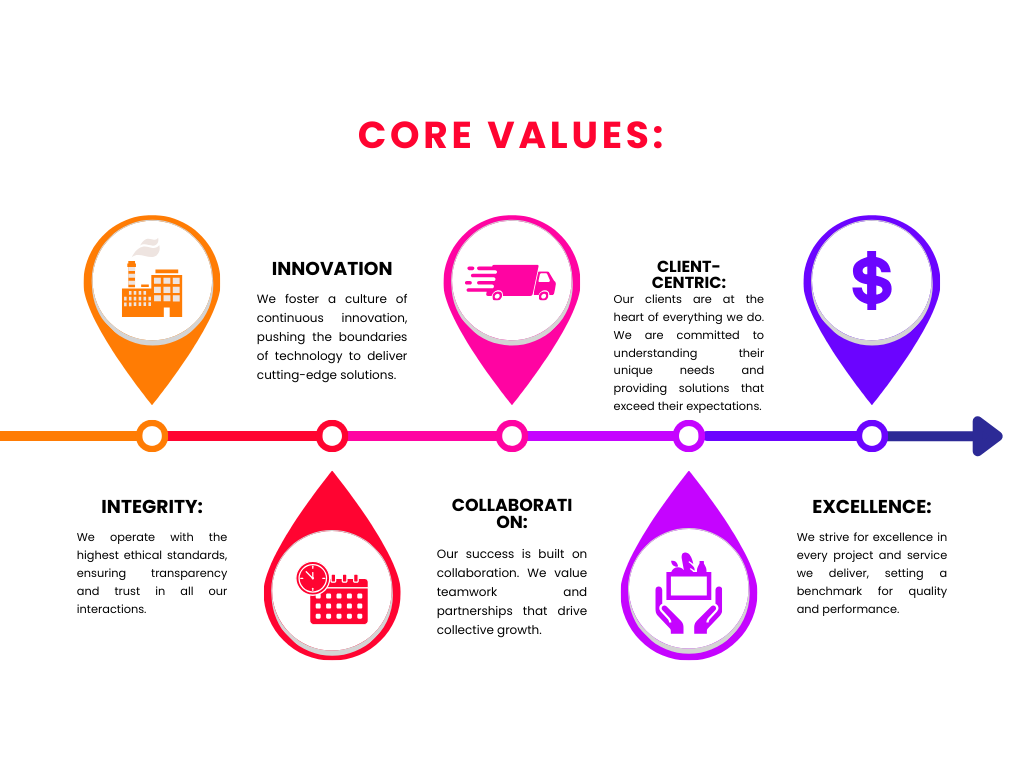 CORE VALUES:
INNOVATION
We foster a culture of
continuous innovation,
pushing the boundaries
of technology to deliver
cutting-edge solutions.
CLIENT-
CENTRIC:
Our clients are at the
heart of everything we do.
We are committed to
understanding their
unique needs and
providing solutions that
exceed their expectations.
$
INTEGRITY:
We operate with the
highest ethical standards,
ensuring transparency
and trust in all our
interactions.
COLLABORATI
ON:
Our success is built on
collaboration. We value
teamwork and
partnerships that drive
collective growth.
EXCELLENCE:
We strive for excellence in
every project and service
we deliver, setting a
benchmark for quality
and performance.